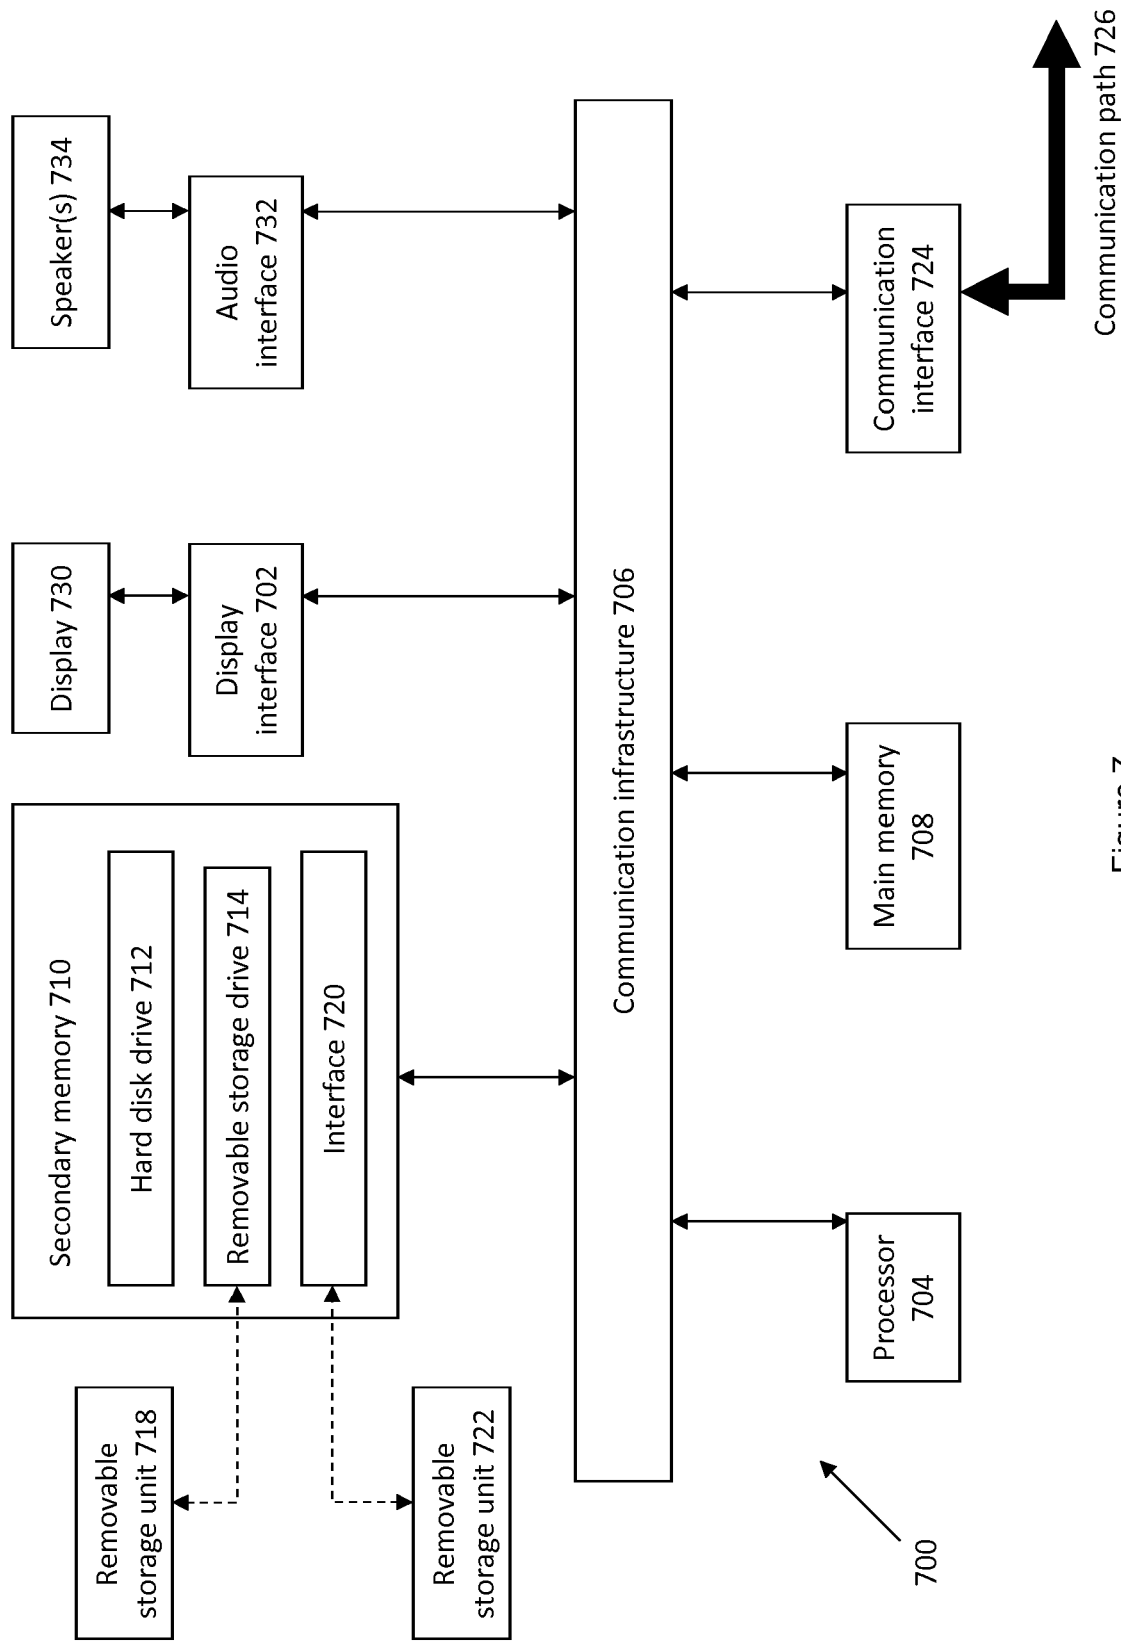 Removable
storage unit 718
Removable
storage unit 722
Secondary memory 710
Hard disk drive 712
Removable storage drive 714
Interface 720
Display 730
Display
interface 702
Speaker(s) 734
Audio
interface 732
Communication infrastructure 706
700
Processor
704
Main memory
708
Communication
interface 724
Communication path 726
Figure 7